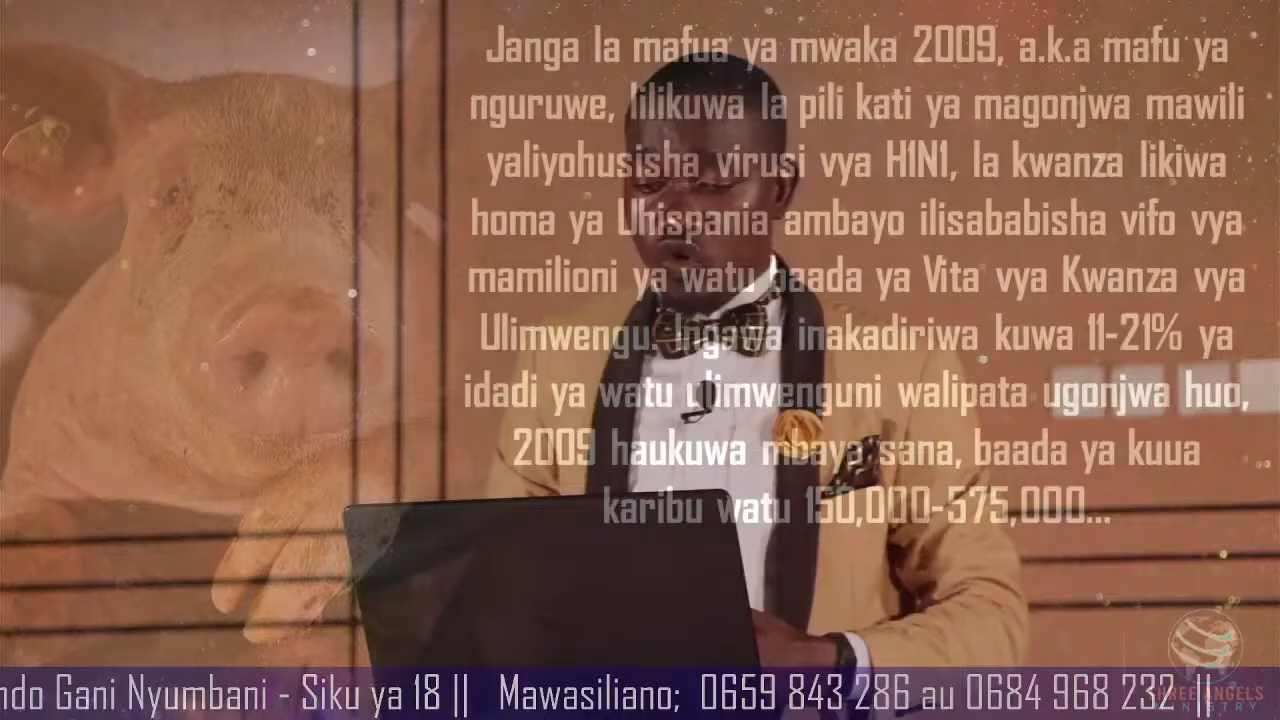 Janga la mafua ya mwaka 2009, a.k.a mafu ya
nguruwe, lilikuwa la pili kati ya magonjwa mawili
yaliyohusisha virusi vya H1N1, la kwanza likiwa
homa ya Uhispania ambayo ilisababisha vifo vya
mamilioni ya watu baada ya Vita vya Kwanza vya
Ulimwengu. Ingawa inakadiriwa kuwa 11-21% ya
idadi ya watu ulimwenguni walipata ugonjwa huo,
2009 haukuwa mbaya sana, baada ya kuua
karibu watu 150,000-575,000...
ndo Gani Nyumbani - Siku ya 18 || Mawasiliano; 0659 843 286 au 0684 968 232 ||
THREE ANGELS
MINISTRY